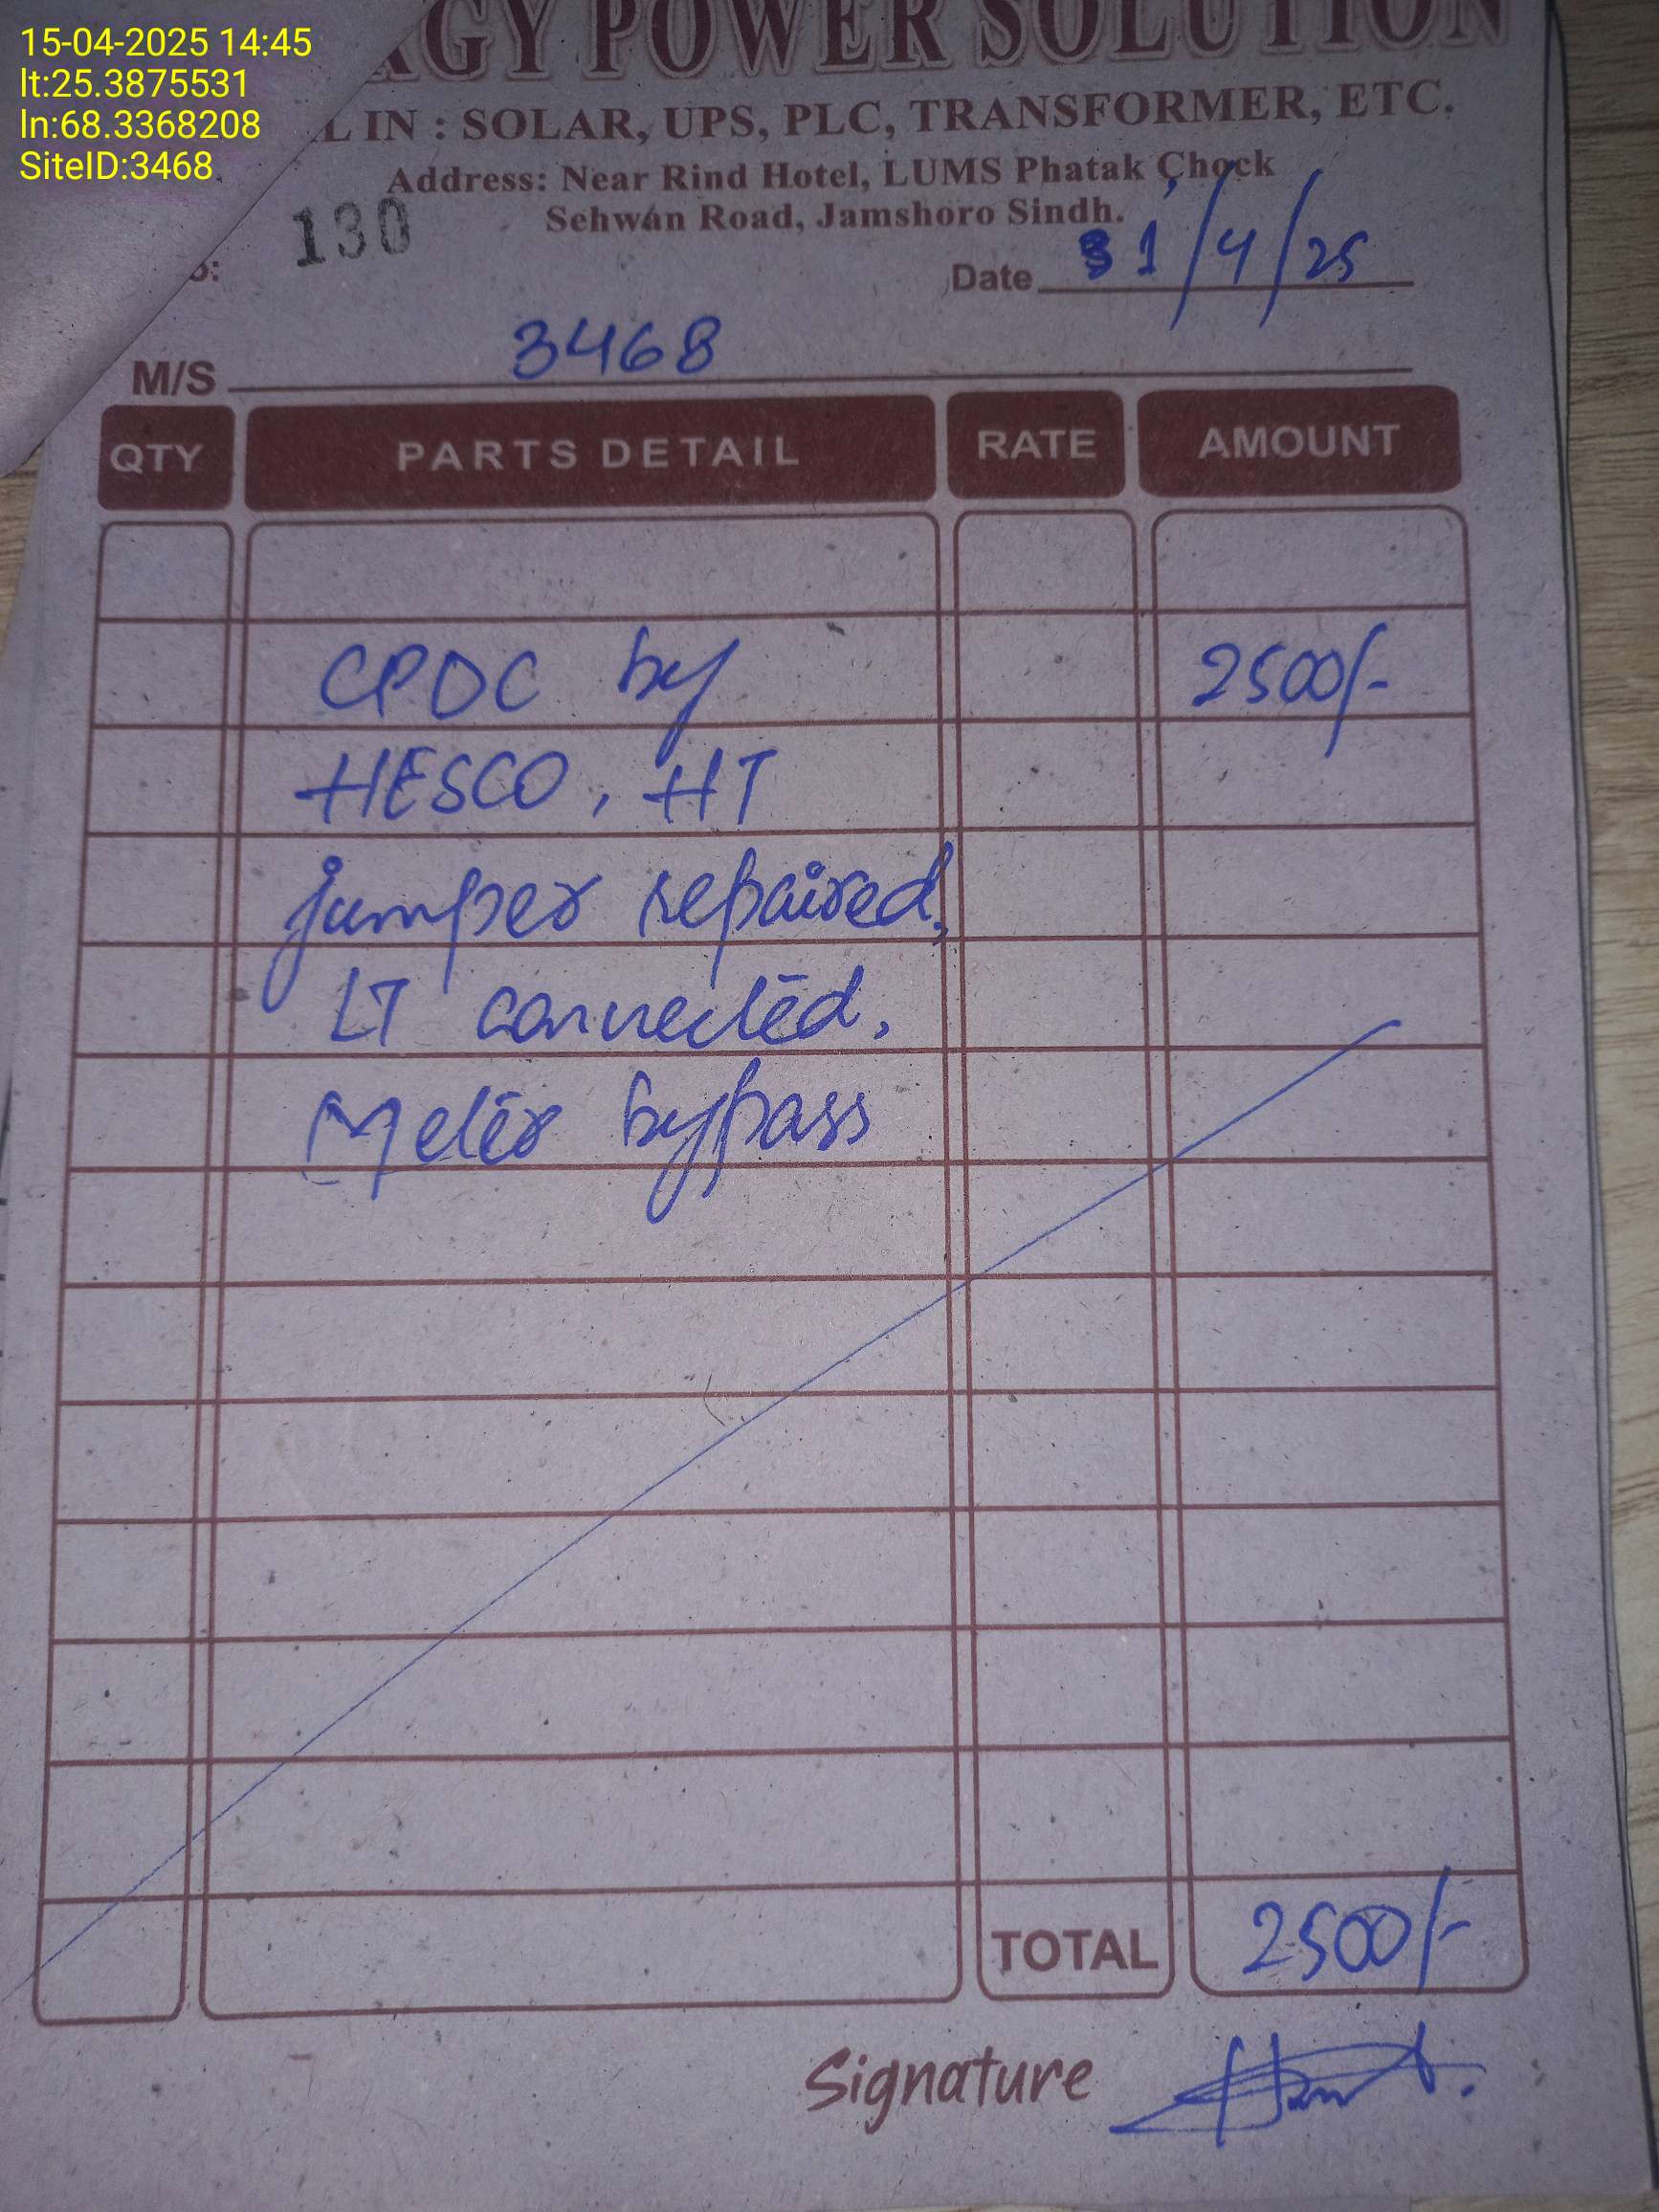 15-04-2025 14:45
lt:25.3875531
ln:68.3368208
SiteID:3468
RGY POWER SOLUTION
L IN : SOLAR, UPS, PLC, TRANSFORMER, ETC.
Address: Near Rind Hotel, LUMS Phatak Chock
Sehwan Road, Jamshoro Sindh.
o: 130
Date 1/4/25
M/S 3468
QTY PARTS DETAIL RATE AMOUNT
CPDC by 2500/-
HESCO, HT
jumper repaired,
LT connected,
Meter bypass
TOTAL 2500/-
Signature